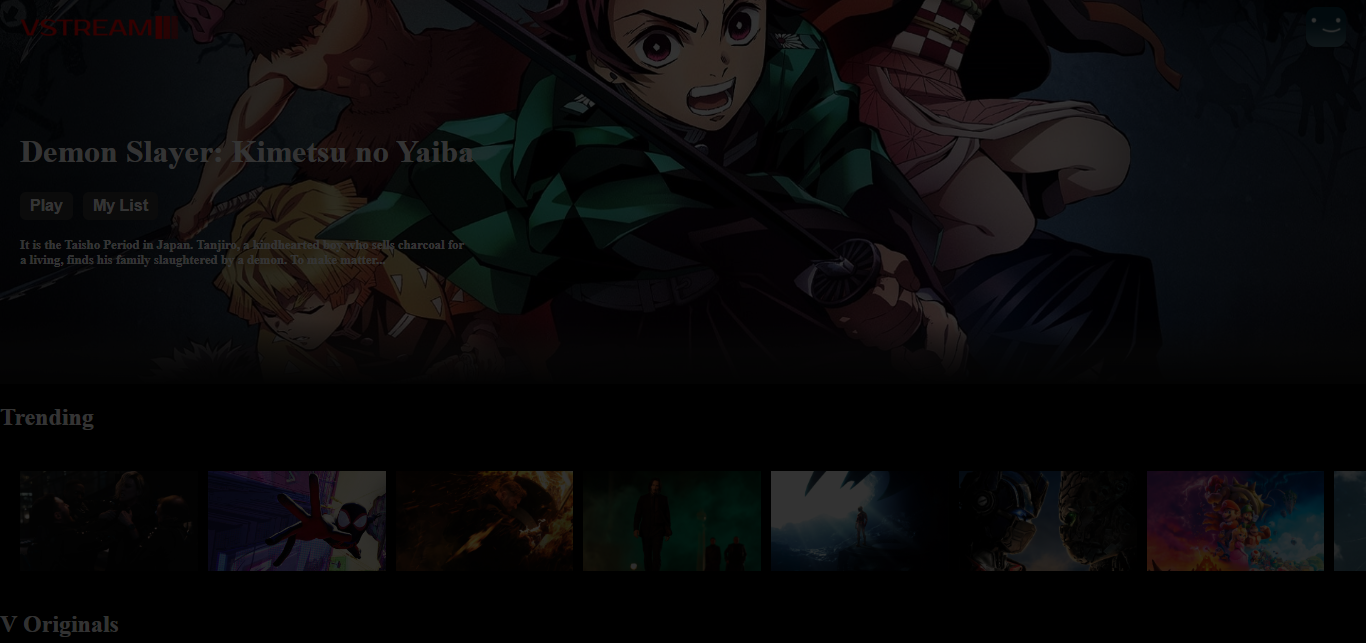 VSTREAM
Demon Slayer: Kimetsu no Yaiba
Play
My List
It is the Taisho Period in Japan. Tanjiro, a kindhearted boy who sells charcoal for
a living, finds his family slaughtered by a demon. To make matter...
Trending
V Originals